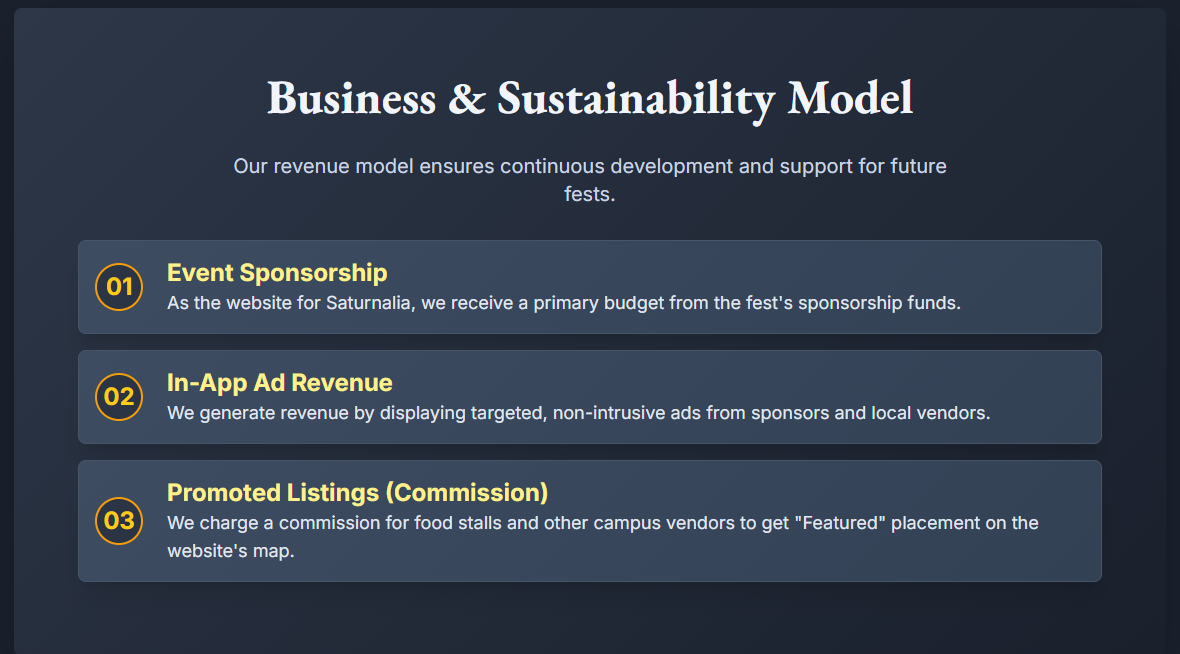 Business & Sustainability Model
Our revenue model ensures continuous development and support for future
fests.
01
Event Sponsorship
As the website for Saturnalia, we receive a primary budget from the fest's sponsorship funds.
02
In-App Ad Revenue
We generate revenue by displaying targeted, non-intrusive ads from sponsors and local vendors.
03
Promoted Listings (Commission)
We charge a commission for food stalls and other campus vendors to get "Featured" placement on the
website's map.